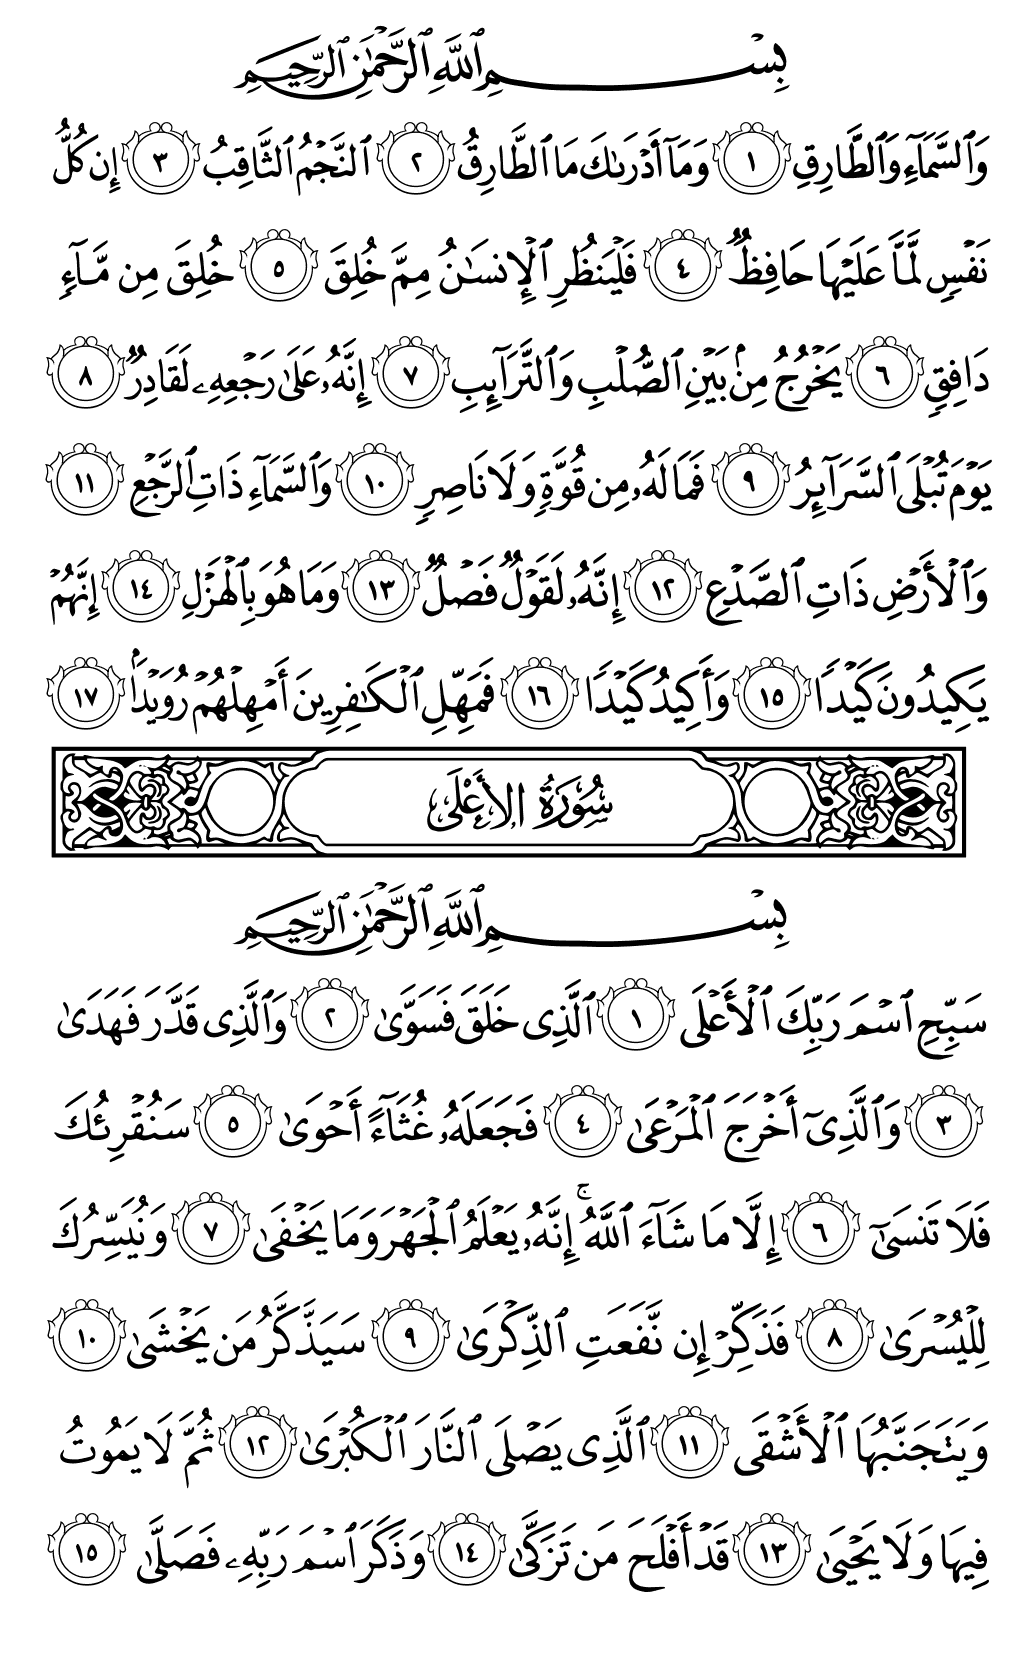 بِسْمِ ٱللَّهِ ٱلرَّحْمَٰنِ ٱلرَّحِيمِ
وَٱلسَّمَآءِ وَٱلطَّارِقِ ١ وَمَآ أَدْرَىٰكَ مَا ٱلطَّارِقُ ٢ ٱلنَّجْمُ ٱلثَّاقِبُ ٣ إِن كُلُّ
نَفْسٍ لَّمَّا عَلَيْهَا حَافِظٌ ٤ فَلْيَنظُرِ ٱلْإِنسَٰنُ مِمَّ خُلِقَ ٥ خُلِقَ مِن مَّآءٍ
دَافِقٍ ٦ يَخْرُجُ مِنۢ بَيْنِ ٱلصُّلْبِ وَٱلتَّرَآئِبِ ٧ إِنَّهُۥ عَلَىٰ رَجْعِهِۦ لَقَادِرٌ ٨
يَوْمَ تُبْلَى ٱلسَّرَآئِرُ ٩ فَمَا لَهُۥ مِن قُوَّةٍ وَلَا نَاصِرٍ ١٠ وَٱلسَّمَآءِ ذَاتِ ٱلرَّجْعِ ١١
وَٱلْأَرْضِ ذَاتِ ٱلصَّدْعِ ١٢ إِنَّهُۥ لَقَوْلٌ فَصْلٌ ١٣ وَمَا هُوَ بِٱلْهَزْلِ ١٤ إِنَّهُمْ
يَكِيدُونَ كَيْدًا ١٥ وَأَكِيدُ كَيْدًا ١٦ فَمَهِّلِ ٱلْكَٰفِرِينَ أَمْهِلْهُمْ رُوَيْدًۢا ١٧
سُورَةُ الأَعْلَى
بِسْمِ ٱللَّهِ ٱلرَّحْمَٰنِ ٱلرَّحِيمِ
سَبِّحِ ٱسْمَ رَبِّكَ ٱلْأَعْلَى ١ ٱلَّذِى خَلَقَ فَسَوَّىٰ ٢ وَٱلَّذِى قَدَّرَ فَهَدَىٰ
٣ وَٱلَّذِىٓ أَخْرَجَ ٱلْمَرْعَىٰ ٤ فَجَعَلَهُۥ غُثَآءً أَحْوَىٰ ٥ سَنُقْرِئُكَ
فَلَا تَنسَىٰٓ ٦ إِلَّا مَا شَآءَ ٱللَّهُ ۚ إِنَّهُۥ يَعْلَمُ ٱلْجَهْرَ وَمَا يَخْفَىٰ ٧ وَنُيَسِّرُكَ
لِلْيُسْرَىٰ ٨ فَذَكِّرْ إِن نَّفَعَتِ ٱلذِّكْرَىٰ ٩ سَيَذَّكَّرُ مَن يَخْشَىٰ ١٠
وَيَتَجَنَّبُهَا ٱلْأَشْقَى ١١ ٱلَّذِى يَصْلَى ٱلنَّارَ ٱلْكُبْرَىٰ ١٢ ثُمَّ لَا يَمُوتُ
فِيهَا وَلَا يَحْيَىٰ ١٣ قَدْ أَفْلَحَ مَن تَزَكَّىٰ ١٤ وَذَكَرَ ٱسْمَ رَبِّهِۦ فَصَلَّىٰ ١٥